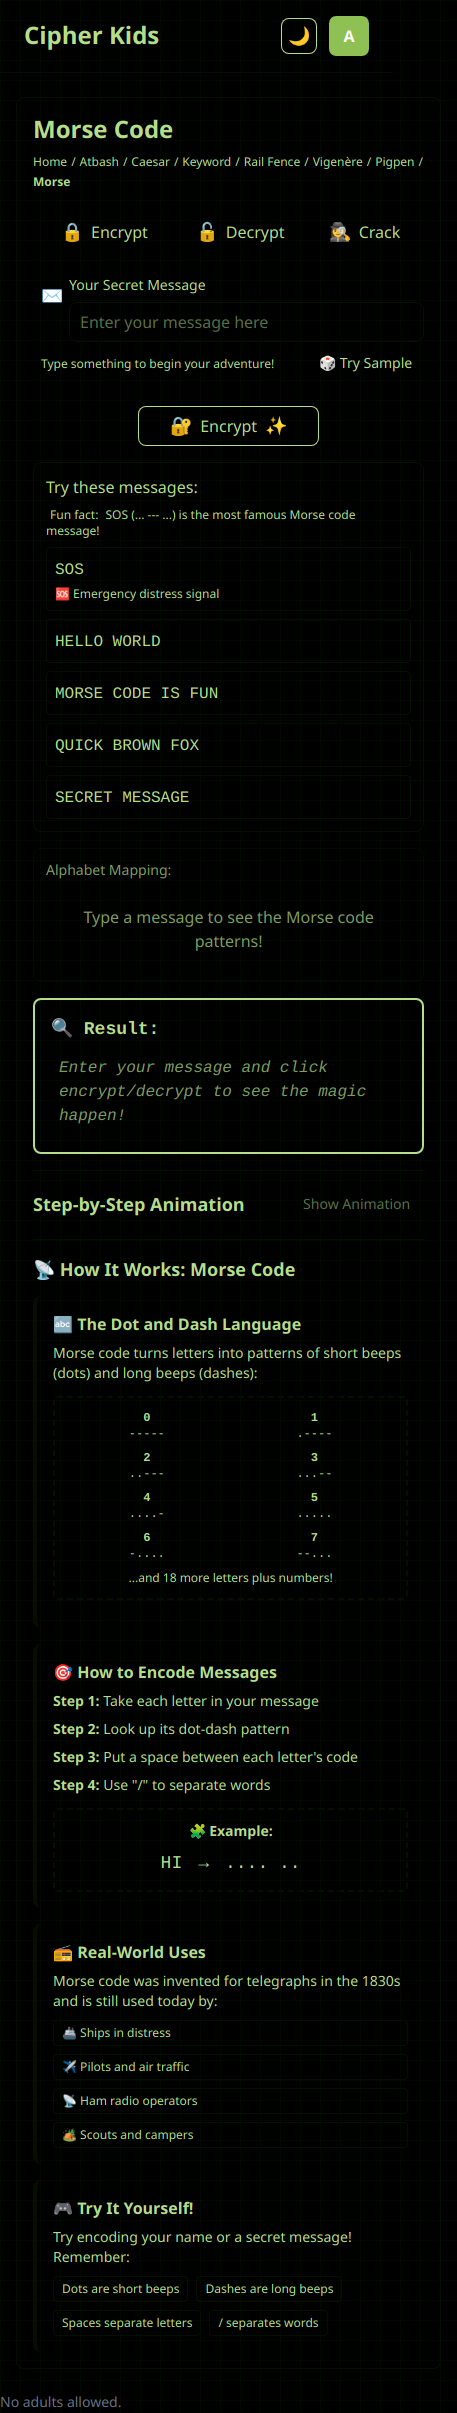 Cipher Kids
A
Morse Code
Home / Atbash / Caesar / Keyword / Rail Fence / Vigenère / Pigpen /
Morse
🔒 Encrypt 🔓 Decrypt 🕵️ Crack
✉️ Your Secret Message
Enter your message here
Type something to begin your adventure! 🎲 Try Sample
🔐 Encrypt ✨
Try these messages:
Fun fact: SOS (... --- ...) is the most famous Morse code
message!
SOS
🆘 Emergency distress signal
HELLO WORLD
MORSE CODE IS FUN
QUICK BROWN FOX
SECRET MESSAGE
Alphabet Mapping:
Type a message to see the Morse code
patterns!
🔍 Result:
Enter your message and click
encrypt/decrypt to see the magic
happen!
Step-by-Step Animation Show Animation
📡 How It Works: Morse Code
🔤 The Dot and Dash Language
Morse code turns letters into patterns of short beeps
(dots) and long beeps (dashes):
0 1
----- .----
2 3
..--- ...--
4 5
....- .....
6 7
-.... --...
...and 18 more letters plus numbers!
🎯 How to Encode Messages
Step 1: Take each letter in your message
Step 2: Look up its dot-dash pattern
Step 3: Put a space between each letter's code
Step 4: Use "/" to separate words
🧩 Example:
HI → .... ..
📻 Real-World Uses
Morse code was invented for telegraphs in the 1830s
and is still used today by:
🚢 Ships in distress
✈️ Pilots and air traffic
📡 Ham radio operators
🏕️ Scouts and campers
🎮 Try It Yourself!
Try encoding your name or a secret message!
Remember:
Dots are short beeps Dashes are long beeps
Spaces separate letters / separates words
No adults allowed.